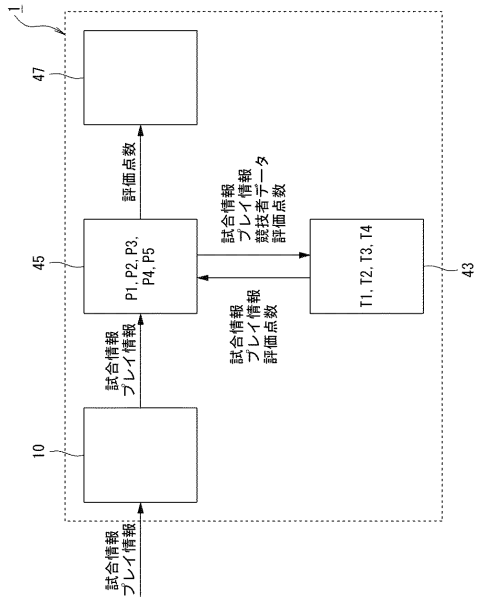 1
試合情報
プレイ情報
10
試合情報
プレイ情報
45
P1, P2, P3,
P4, P5
評価点数
47
試合情報
プレイ情報
評価点数
試合情報
プレイ情報
競技者データ
評価点数
T1, T2, T3, T4
43